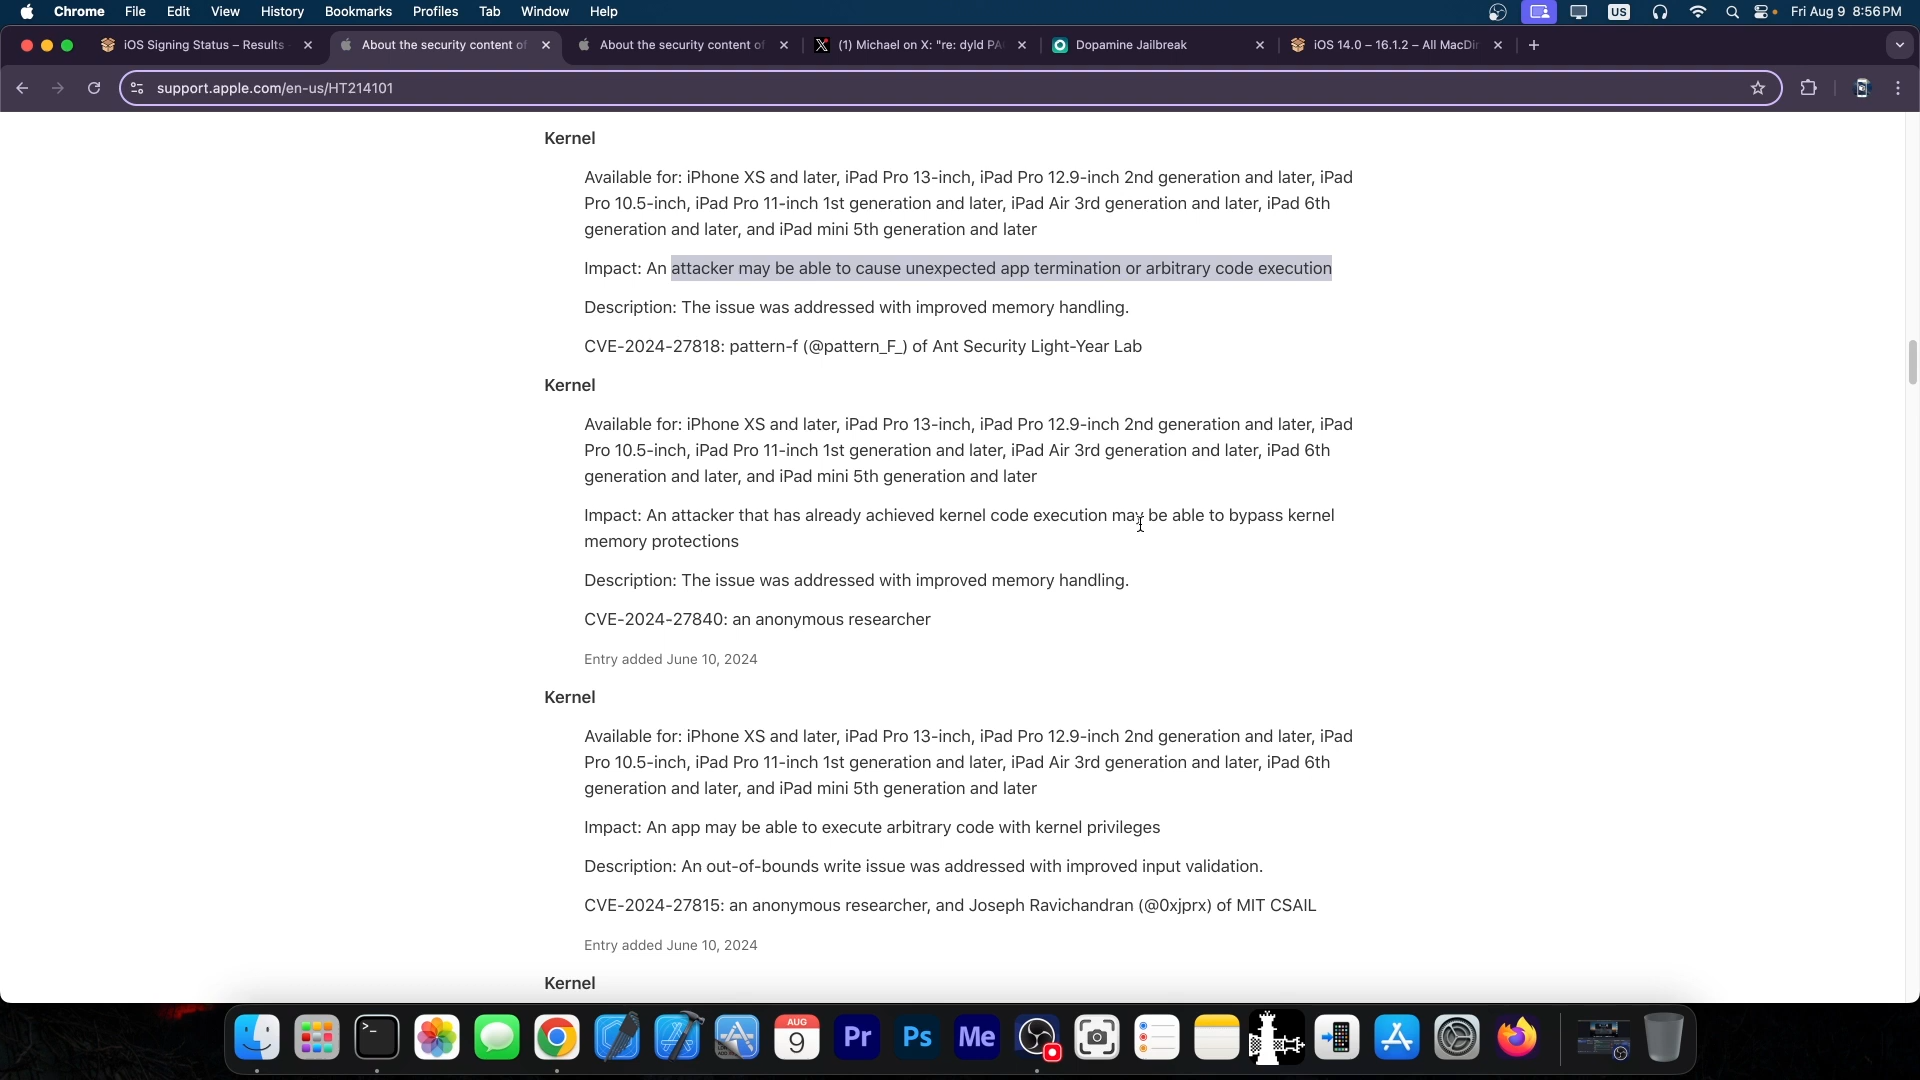 Chrome File Edit View History Bookmarks Profiles Tab Window Help US Fri Aug 9 8:56 PM
iOS Signing Status – Results About the security content of About the security content of (1) Michael on X: "re: dyld PA Dopamine Jailbreak iOS 14.0 – 16.1.2 – All MacDir
support.apple.com/en-us/HT214101
Kernel
Available for: iPhone XS and later, iPad Pro 13-inch, iPad Pro 12.9-inch 2nd generation and later, iPad
Pro 10.5-inch, iPad Pro 11-inch 1st generation and later, iPad Air 3rd generation and later, iPad 6th
generation and later, and iPad mini 5th generation and later
Impact: An attacker may be able to cause unexpected app termination or arbitrary code execution
Description: The issue was addressed with improved memory handling.
CVE-2024-27818: pattern-f (@pattern_F_) of Ant Security Light-Year Lab
Kernel
Available for: iPhone XS and later, iPad Pro 13-inch, iPad Pro 12.9-inch 2nd generation and later, iPad
Pro 10.5-inch, iPad Pro 11-inch 1st generation and later, iPad Air 3rd generation and later, iPad 6th
generation and later, and iPad mini 5th generation and later
Impact: An attacker that has already achieved kernel code execution may be able to bypass kernel
memory protections
Description: The issue was addressed with improved memory handling.
CVE-2024-27840: an anonymous researcher
Entry added June 10, 2024
Kernel
Available for: iPhone XS and later, iPad Pro 13-inch, iPad Pro 12.9-inch 2nd generation and later, iPad
Pro 10.5-inch, iPad Pro 11-inch 1st generation and later, iPad Air 3rd generation and later, iPad 6th
generation and later, and iPad mini 5th generation and later
Impact: An app may be able to execute arbitrary code with kernel privileges
Description: An out-of-bounds write issue was addressed with improved input validation.
CVE-2024-27815: an anonymous researcher, and Joseph Ravichandran (@0xjprx) of MIT CSAIL
Entry added June 10, 2024
Kernel
AUG
9 Pr Ps Me